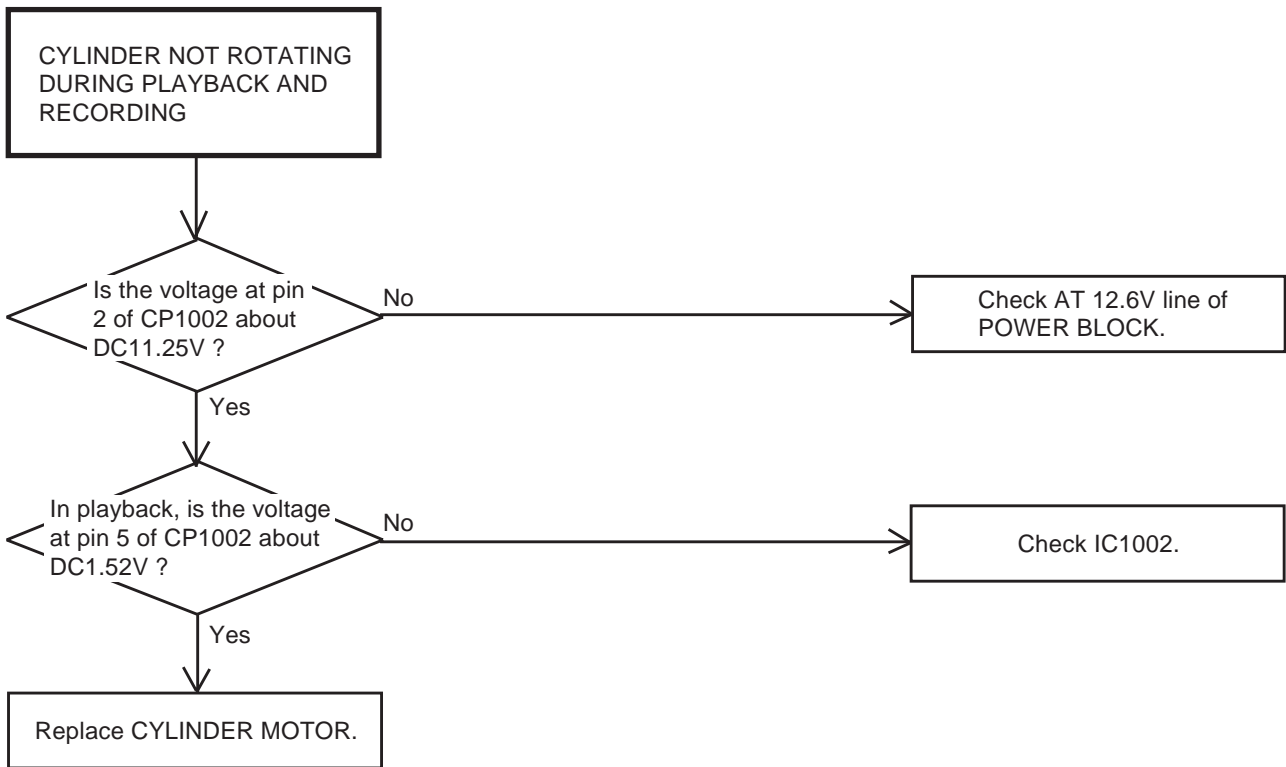 CYLINDER NOT ROTATING
DURING PLAYBACK AND
RECORDING
Is the voltage at pin
2 of CP1002 about
DC11.25V ?
No
Check AT 12.6V line of
POWER BLOCK.
Yes
In playback, is the voltage
at pin 5 of CP1002 about
DC1.52V ?
No
Check IC1002.
Yes
Replace CYLINDER MOTOR.